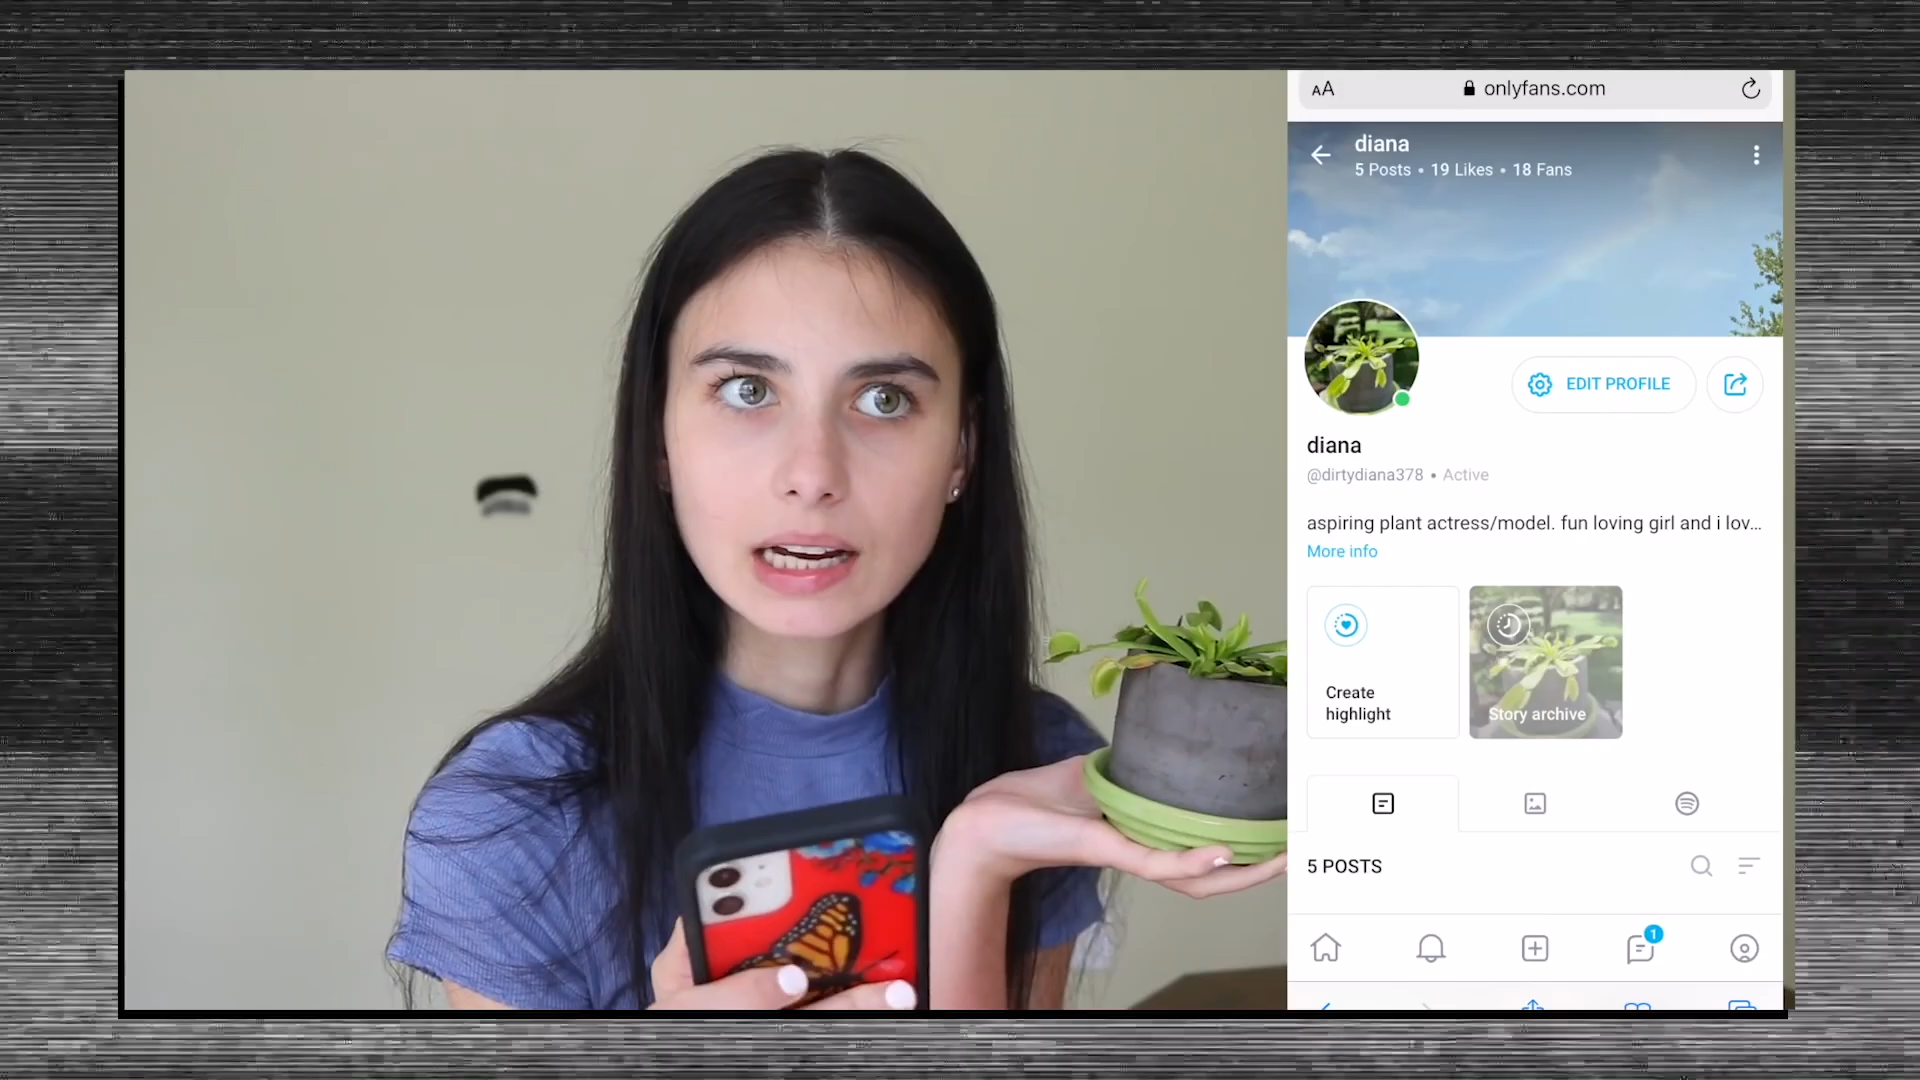 AA onlyfans.com
diana
5 Posts • 19 Likes • 18 Fans
EDIT PROFILE
diana
@dirtydiana378 • Active
aspiring plant actress/model. fun loving girl and i lov...
More info
Create
highlight
Story archive
5 POSTS
1